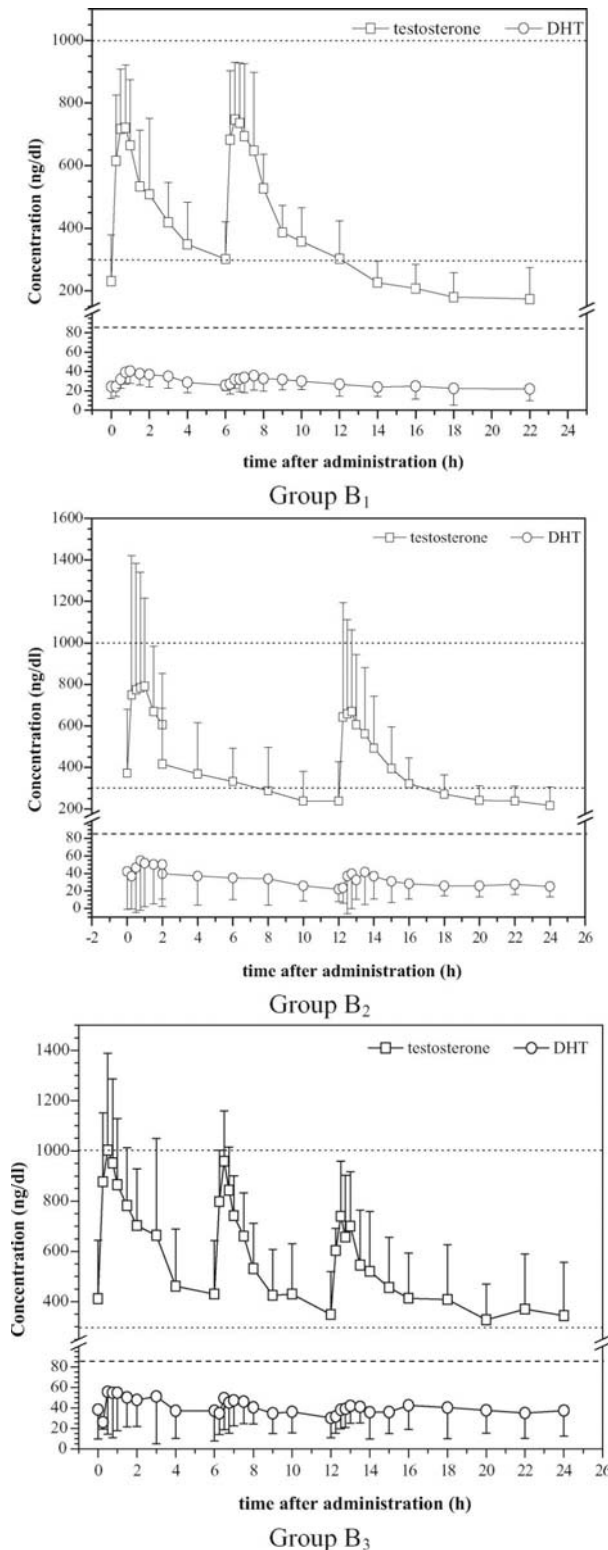 testosterone DHT
1000
800
600
400
200
80
60
40
20
0
Concentration (ng/dl)
0 2 4 6 8 10 12 14 16 18 20 22 24
time after administration (h)
Group B1
testosterone DHT
1600
1400
1200
1000
800
600
400
200
80
60
40
20
0
Concentration (ng/dl)
-2 0 2 4 6 8 10 12 14 16 18 20 22 24 26
time after administration (h)
Group B2
testosterone DHT
1400
1200
1000
800
600
400
80
60
40
20
0
Concentration (ng/dl)
0 2 4 6 8 10 12 14 16 18 20 22 24 26
time after administration (h)
Group B3